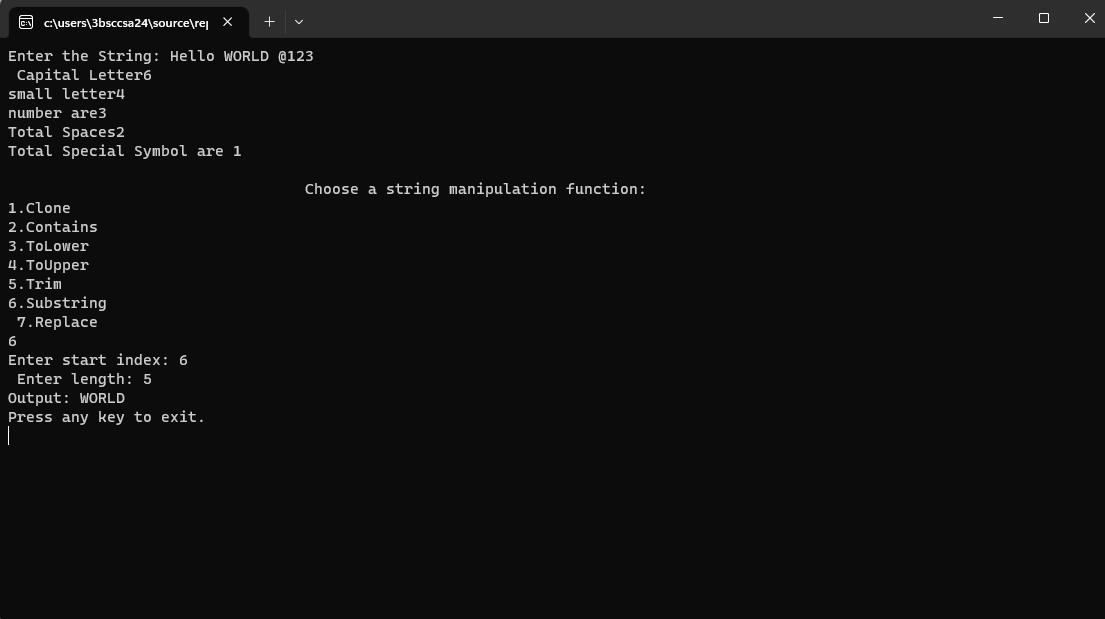 c:\users\3bsccsa24\source\rep
Enter the String: Hello WORLD @123
Capital Letter6
small letter4
number are3
Total Spaces2
Total Special Symbol are 1
Choose a string manipulation function:
1.Clone
2.Contains
3.ToLower
4.ToUpper
5.Trim
6.Substring
7.Replace
6
Enter start index: 6
Enter length: 5
Output: WORLD
Press any key to exit.